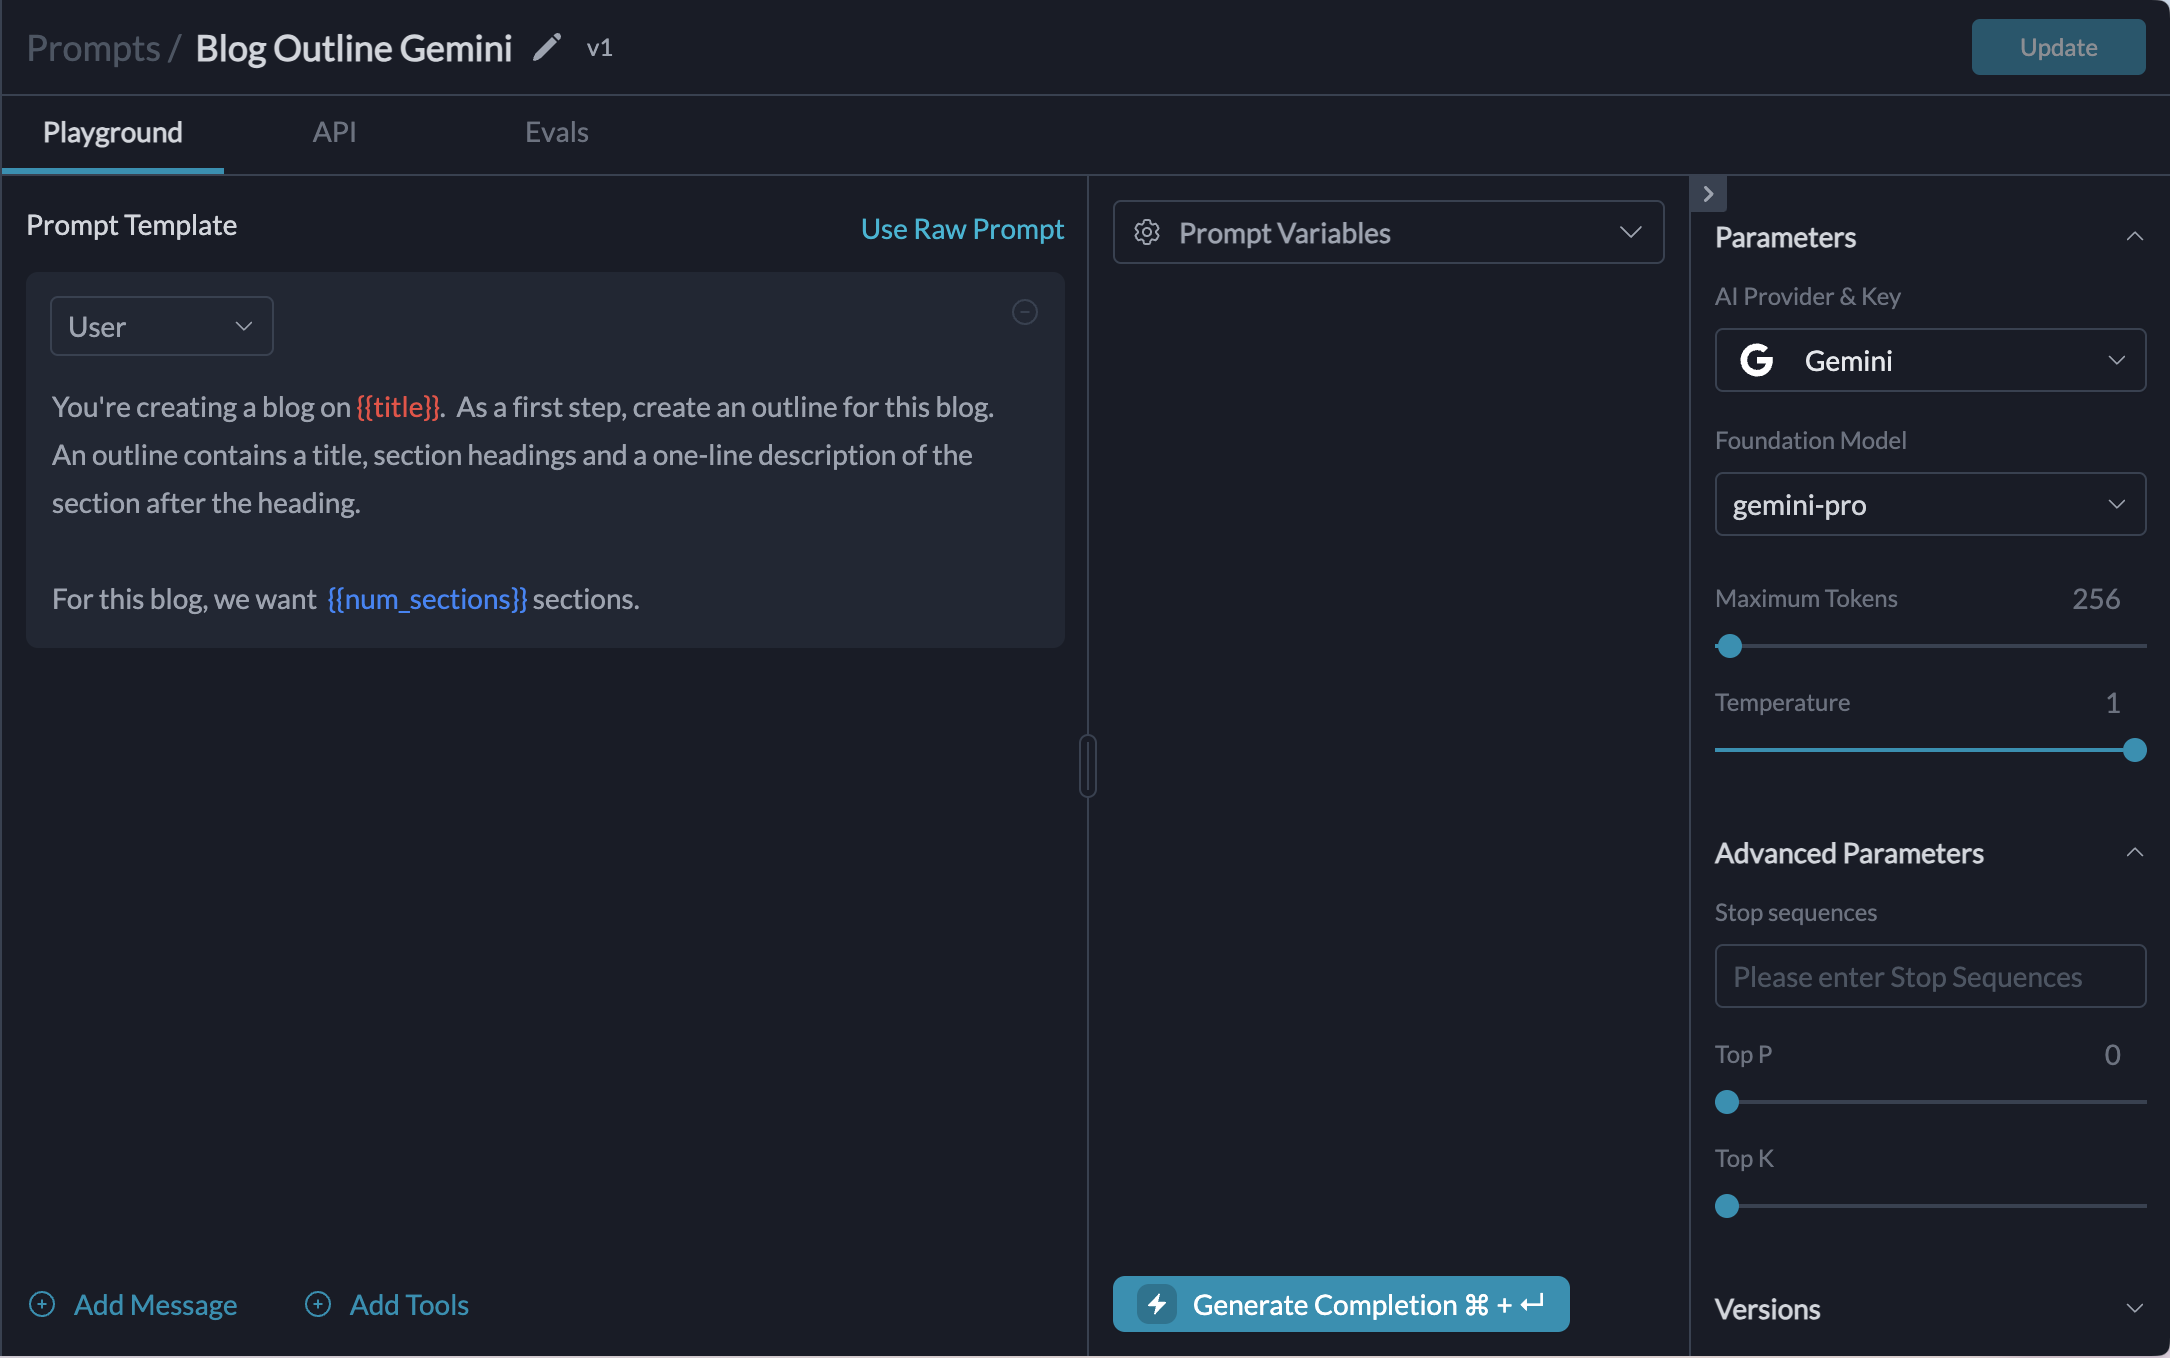 Prompts / Blog Outline Gemini v1
Update
Playground
API
Evals
Prompt Template
Use Raw Prompt
User
You're creating a blog on {{title}}.  As a first step, create an outline for this blog.
An outline contains a title, section headings and a one-line description of the
section after the heading.
For this blog, we want  {{num_sections}} sections.
Add Message
Add Tools
Prompt Variables
Generate Completion ⌘ + ↵
Parameters
AI Provider & Key
G Gemini
Foundation Model
gemini-pro
Maximum Tokens 256
Temperature 1
Advanced Parameters
Stop sequences
Please enter Stop Sequences
Top P 0
Top K
Versions